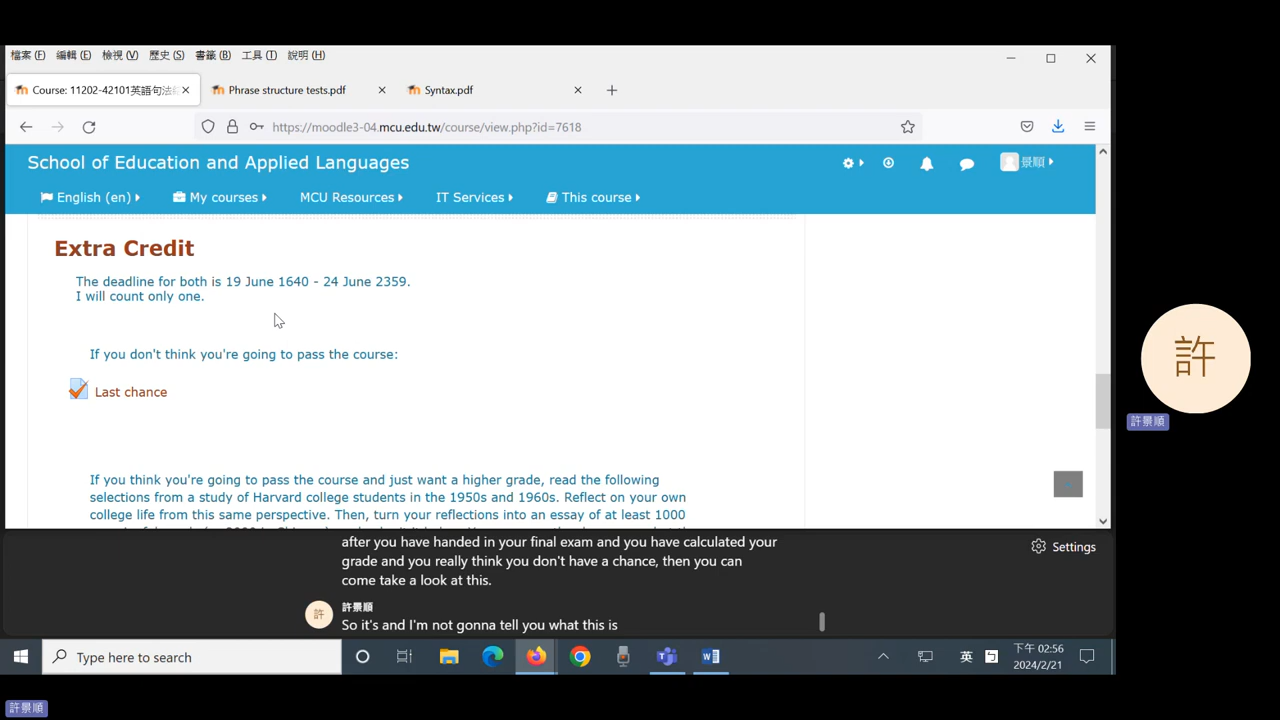 檔案 (F) 編輯 (E) 檢視 (V) 歷史 (S) 書籤 (B) 工具 (T) 說明 (H)
Course: 11202-42101英語句法 Phrase structure tests.pdf Syntax.pdf
https://moodle3-04.mcu.edu.tw/course/view.php?id=7618
School of Education and Applied Languages
景順
English (en) My courses MCU Resources IT Services This course
Extra Credit
The deadline for both is 19 June 1640 - 24 June 2359.
I will count only one.
If you don't think you're going to pass the course:
Last chance
If you think you're going to pass the course and just want a higher grade, read the following
selections from a study of Harvard college students in the 1950s and 1960s. Reflect on your own
college life from this same perspective. Then, turn your reflections into an essay of at least 1000
許
許景順
after you have handed in your final exam and you have calculated your
grade and you really think you don't have a chance, then you can
come take a look at this.
Settings
許
許景順
So it's and I'm not gonna tell you what this is
Type here to search
英
下午 02:56
2024/2/21
許景順